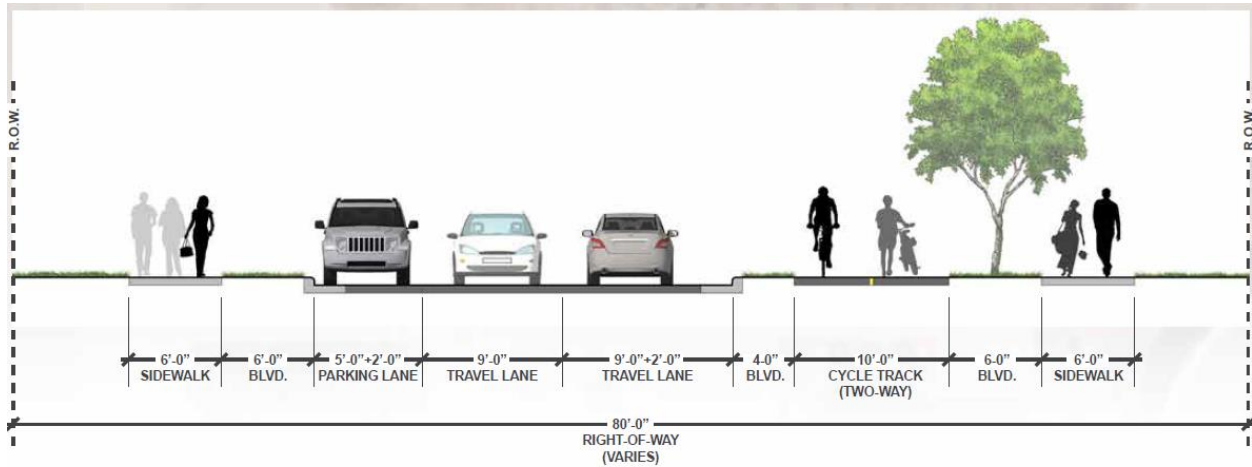 R.O.W.
R.O.W.
6'-0"
SIDEWALK
6'-0"
BLVD.
5'-0"+2'-0"
PARKING LANE
9'-0"
TRAVEL LANE
9'-0"+2'-0"
TRAVEL LANE
4-0"
BLVD.
10'-0"
CYCLE TRACK
(TWO-WAY)
6-0"
BLVD.
6'-0"
SIDEWALK
80'-0"
RIGHT-OF-WAY
(VARIES)